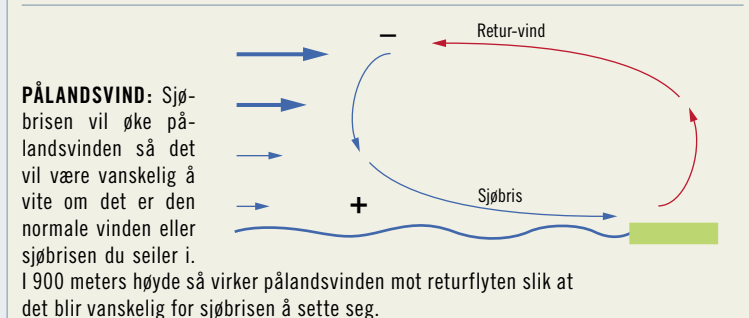 –
Retur-vind
PÅLANDSVIND: Sjø-
brisen vil øke på-
landsvinden så det
vil være vanskelig å
vite om det er den
normale vinden eller
sjøbrisen du seiler i.
I 900 meters høyde så virker pålandsvinden mot returflyten slik at
det blir vanskelig for sjøbrisen å sette seg.
+
Sjøbris